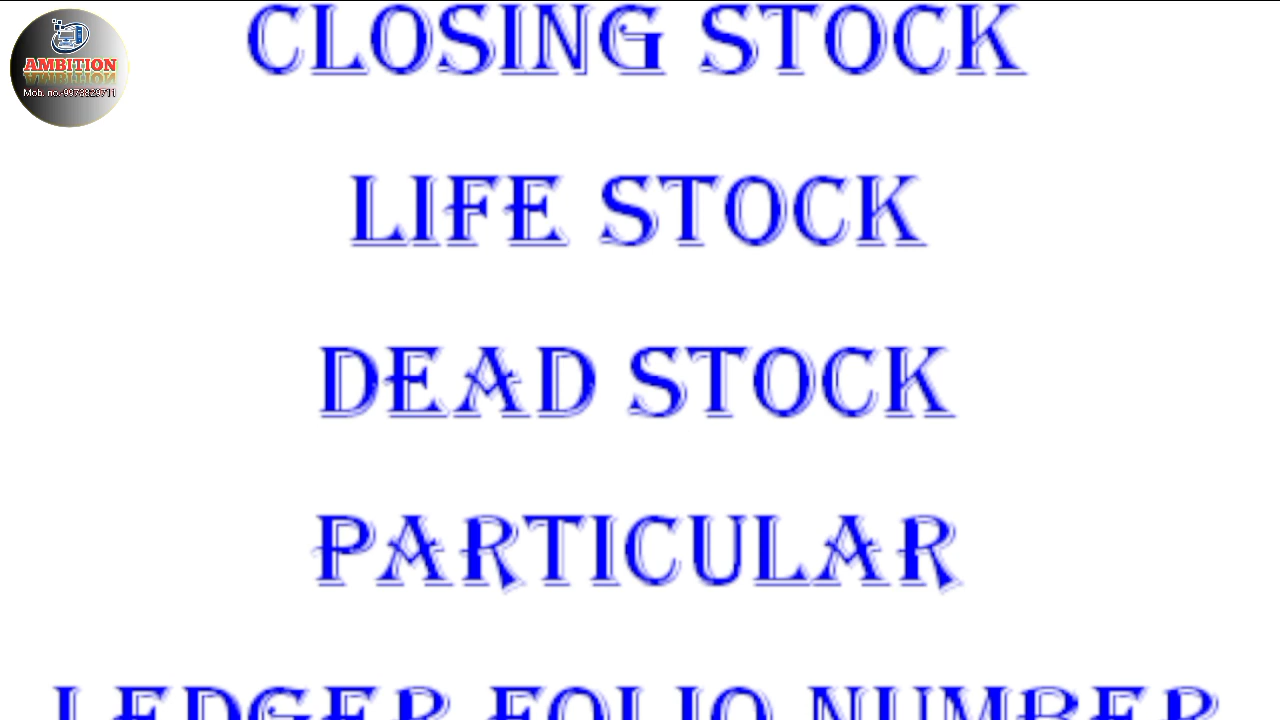 CLOSING STOCK
AMBITION
LIFE STOCK
DEAD STOCK
PARTICULAR
LEDGER FOLIO NUMBER